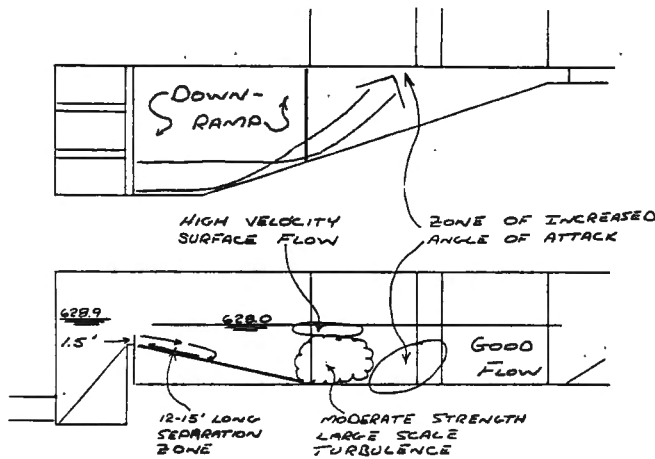 DOWN-
RAMP
HIGH VELOCITY
SURFACE FLOW
ZONE OF INCREASED
ANGLE OF ATTACK
628.9
628.0
1.5'
GOOD
FLOW
12-15' LONG
SEPARATION
ZONE
MODERATE STRENGTH
LARGE SCALE
TURBULENCE